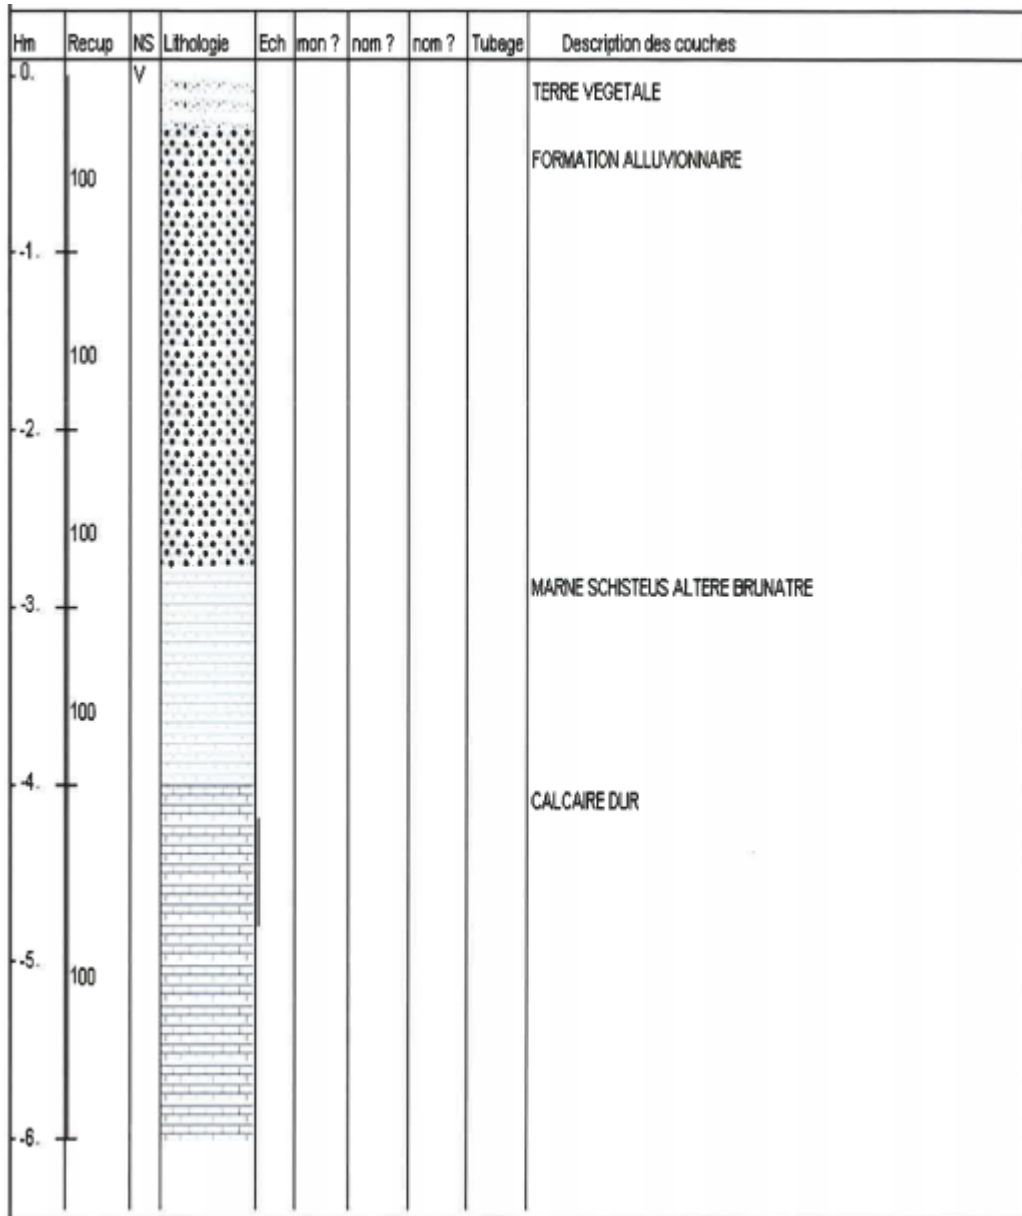 Hm Recup NS Lithologie Ech mon ? nom ? nom ? Tubage Description des couches
0. V
TERRE VEGETALE
FORMATION ALLUVIONNAIRE
100
-1.
100
-2.
100
MARNE SCHISTEUS ALTERE BRUNATRE
-3.
100
-4.
CALCAIRE DUR
-5.
100
-6.